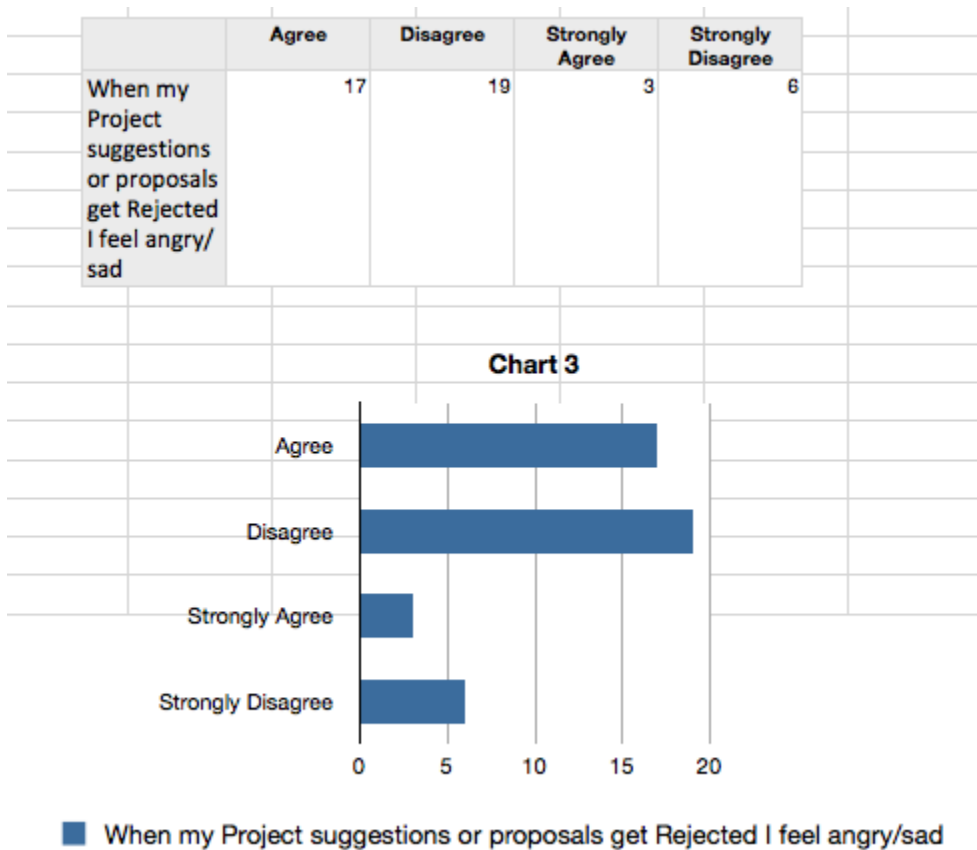 Agree Disagree Strongly Agree Strongly Disagree
When my
Project
suggestions
or proposals
get Rejected
I feel angry/
sad
17 19 3 6
Chart 3
Agree
Disagree
Strongly Agree
Strongly Disagree
0 5 10 15 20
When my Project suggestions or proposals get Rejected I feel angry/sad